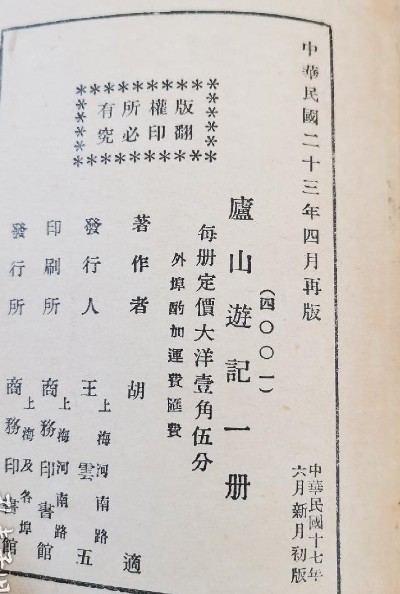 中華民國二十三年四月再版
中華民國十七年
六月新月初版
版權所有
翻印必究
(四〇〇一)
廬山遊記一册
每册定價大洋壹角伍分
外埠酌加運費匯費
著作者 胡適
上海河南路
發行人 王雲五
上海河南路
印刷所 商務印書館
上海及各埠
發行所 商務印書館